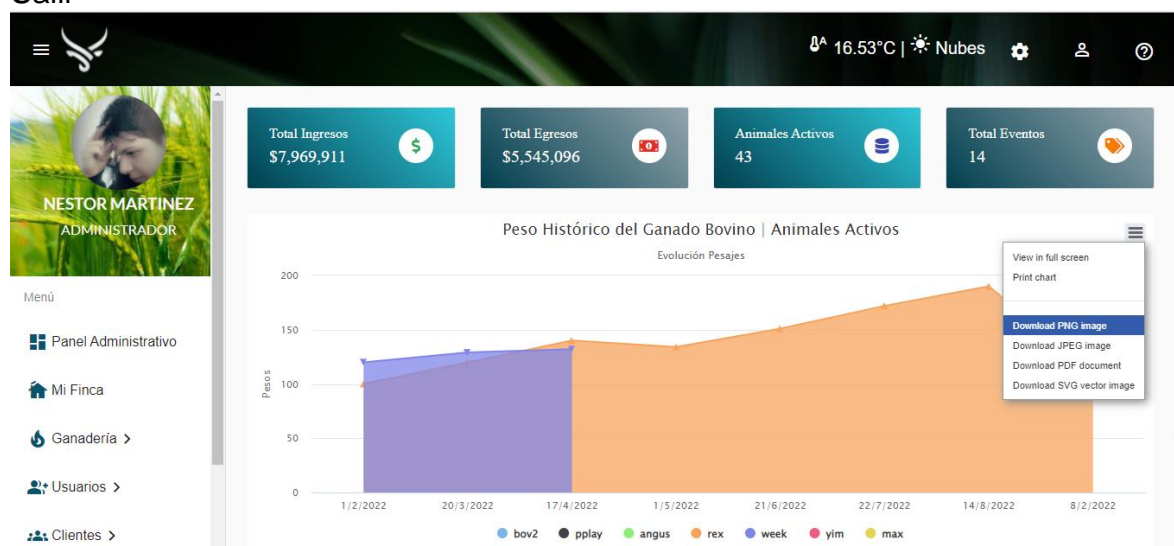 16.53°C | Nubes
Total Ingresos
$7,969,911
Total Egresos
$5,545,096
Animales Activos
43
Total Eventos
14
NESTOR MARTINEZ
ADMINISTRADOR
Menú
Panel Administrativo
Mi Finca
Ganadería >
Usuarios >
Clientes >
Peso Histórico del Ganado Bovino | Animales Activos
Evolución Pesajes
View in full screen
Print chart
Download PNG image
Download JPEG image
Download PDF document
Download SVG vector image
Pesos
200
150
100
50
0
1/2/2022 20/3/2022 17/4/2022 1/5/2022 21/6/2022 22/7/2022 14/8/2022 8/2/2022
bov2 pplay angus rex week yim max